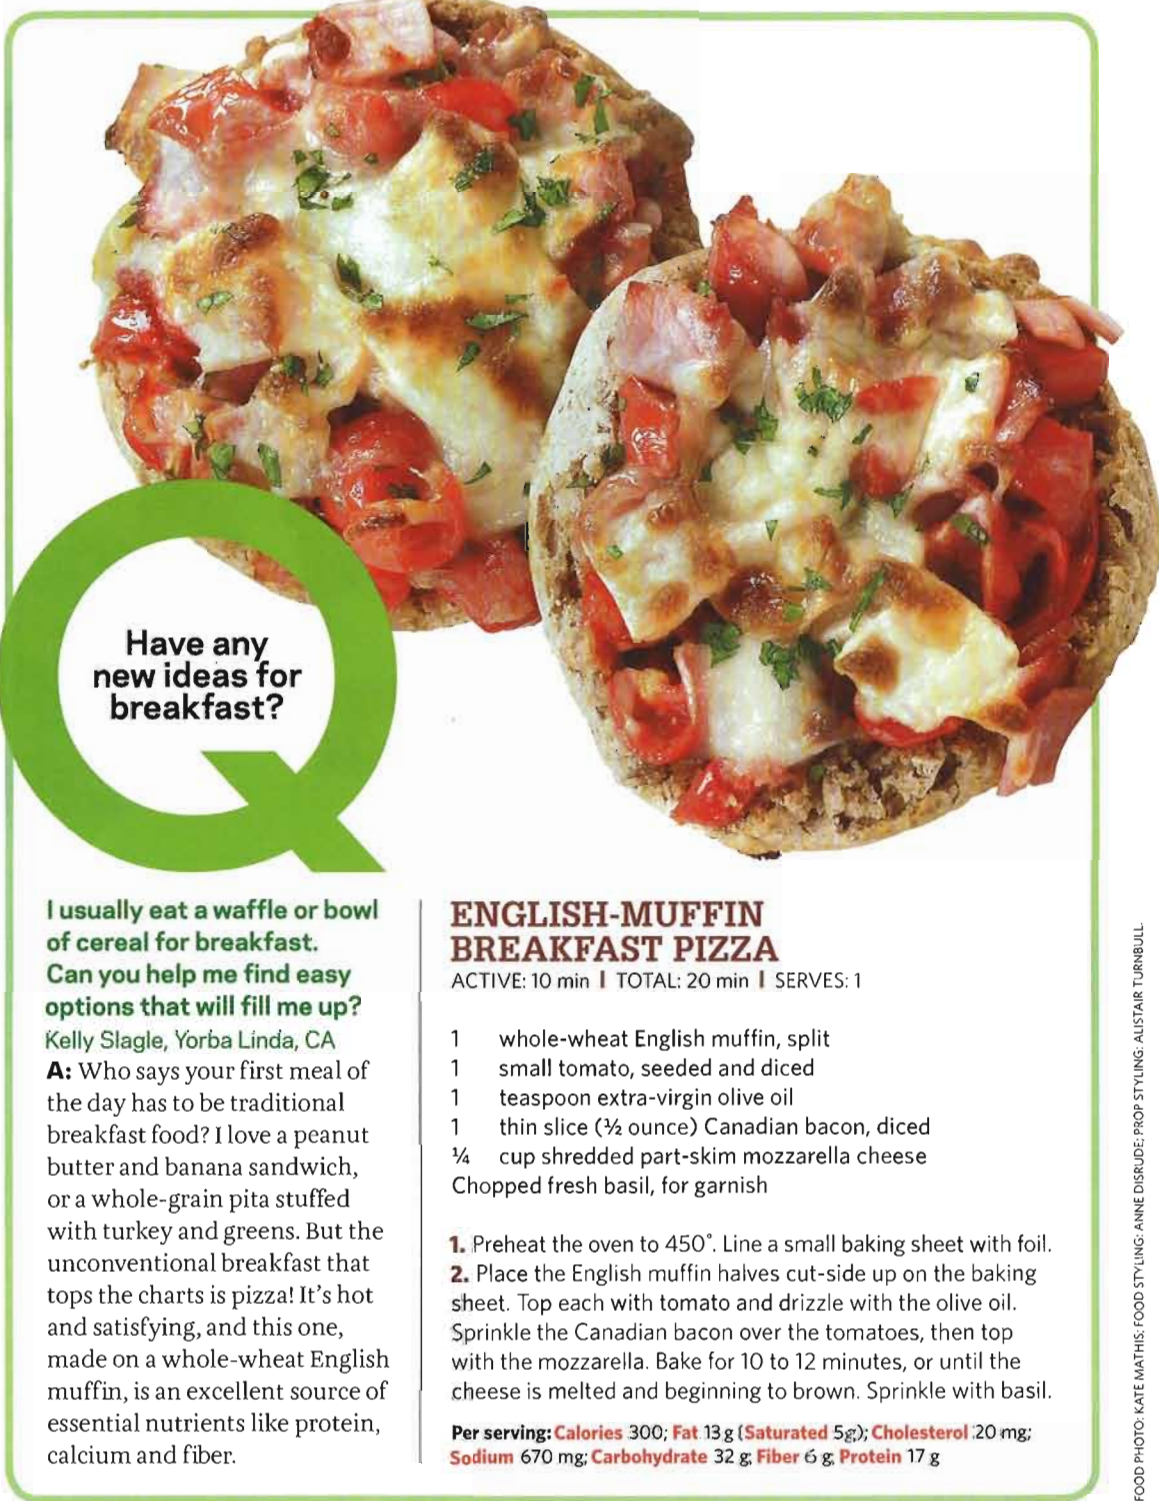 Have any
new ideas for
breakfast?
I usually eat a waffle or bowl
of cereal for breakfast.
Can you help me find easy
options that will fill me up?
Kelly Slagle, Yorba Linda, CA
A: Who says your first meal of
the day has to be traditional
breakfast food? I love a peanut
butter and banana sandwich,
or a whole-grain pita stuffed
with turkey and greens. But the
unconventional breakfast that
tops the charts is pizza! It's hot
and satisfying, and this one,
made on a whole-wheat English
muffin, is an excellent source of
essential nutrients like protein,
calcium and fiber.
ENGLISH-MUFFIN
BREAKFAST PIZZA
ACTIVE: 10 min | TOTAL: 20 min | SERVES: 1
1 whole-wheat English muffin, split
1 small tomato, seeded and diced
1 teaspoon extra-virgin olive oil
1 thin slice (½ ounce) Canadian bacon, diced
¼ cup shredded part-skim mozzarella cheese
Chopped fresh basil, for garnish
1. Preheat the oven to 450°. Line a small baking sheet with foil.
2. Place the English muffin halves cut-side up on the baking
sheet. Top each with tomato and drizzle with the olive oil.
Sprinkle the Canadian bacon over the tomatoes, then top
with the mozzarella. Bake for 10 to 12 minutes, or until the
cheese is melted and beginning to brown. Sprinkle with basil.
Per serving: Calories 300; Fat 13 g (Saturated 5g); Cholesterol 20 mg;
Sodium 670 mg; Carbohydrate 32 g; Fiber 6 g; Protein 17 g
FOOD PHOTO: KATE MATHIS; FOOD STYLING: ANNE DISRUDE; PROP STYLING: ALISTAIR TURNBULL.